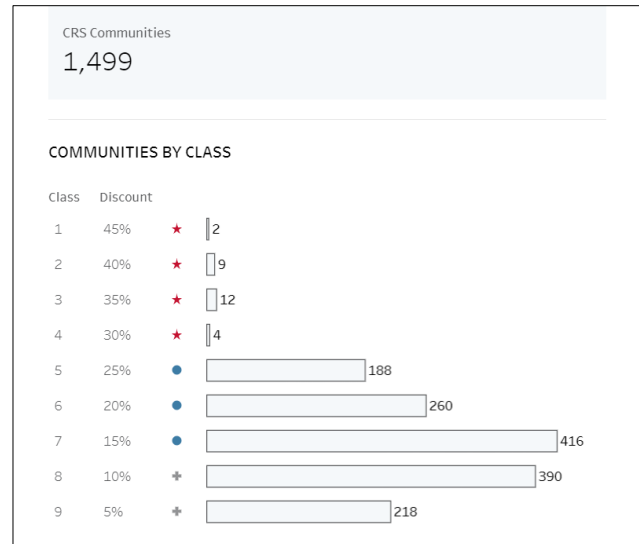 CRS Communities
1,499
COMMUNITIES BY CLASS
Class Discount
1 45% 2
2 40% 9
3 35% 12
4 30% 4
5 25% 188
6 20% 260
7 15% 416
8 10% 390
9 5% 218